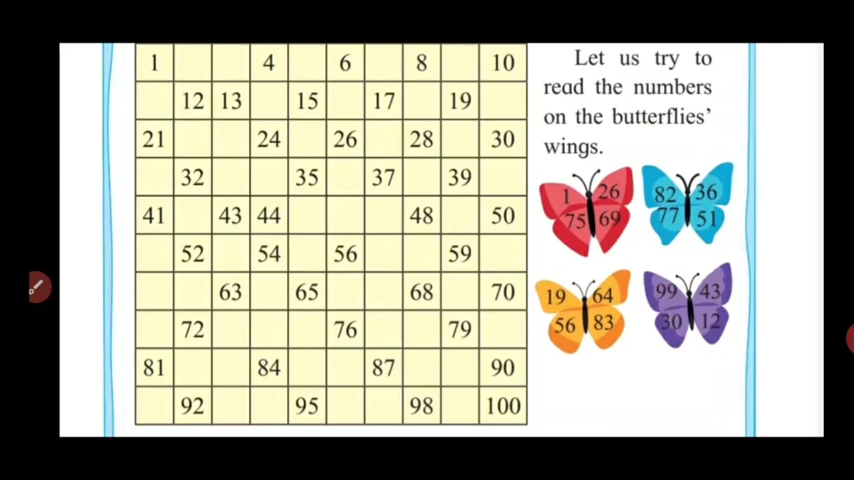 1 4 6 8 10
12 13 15 17 19
21 24 26 28 30
32 35 37 39
41 43 44 48 50
52 54 56 59
63 65 68 70
72 76 79
81 84 87 90
92 95 98 100
Let us try to
read the numbers
on the butterflies’
wings.
1 26
75 69
82 36
77 51
19 64
56 83
99 43
30 12